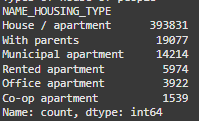 NAME_HOUSING_TYPE
House / apartment      393831
With parents            19077
Municipal apartment     14214
Rented apartment         5974
Office apartment         3922
Co-op apartment          1539
Name: count, dtype: int64